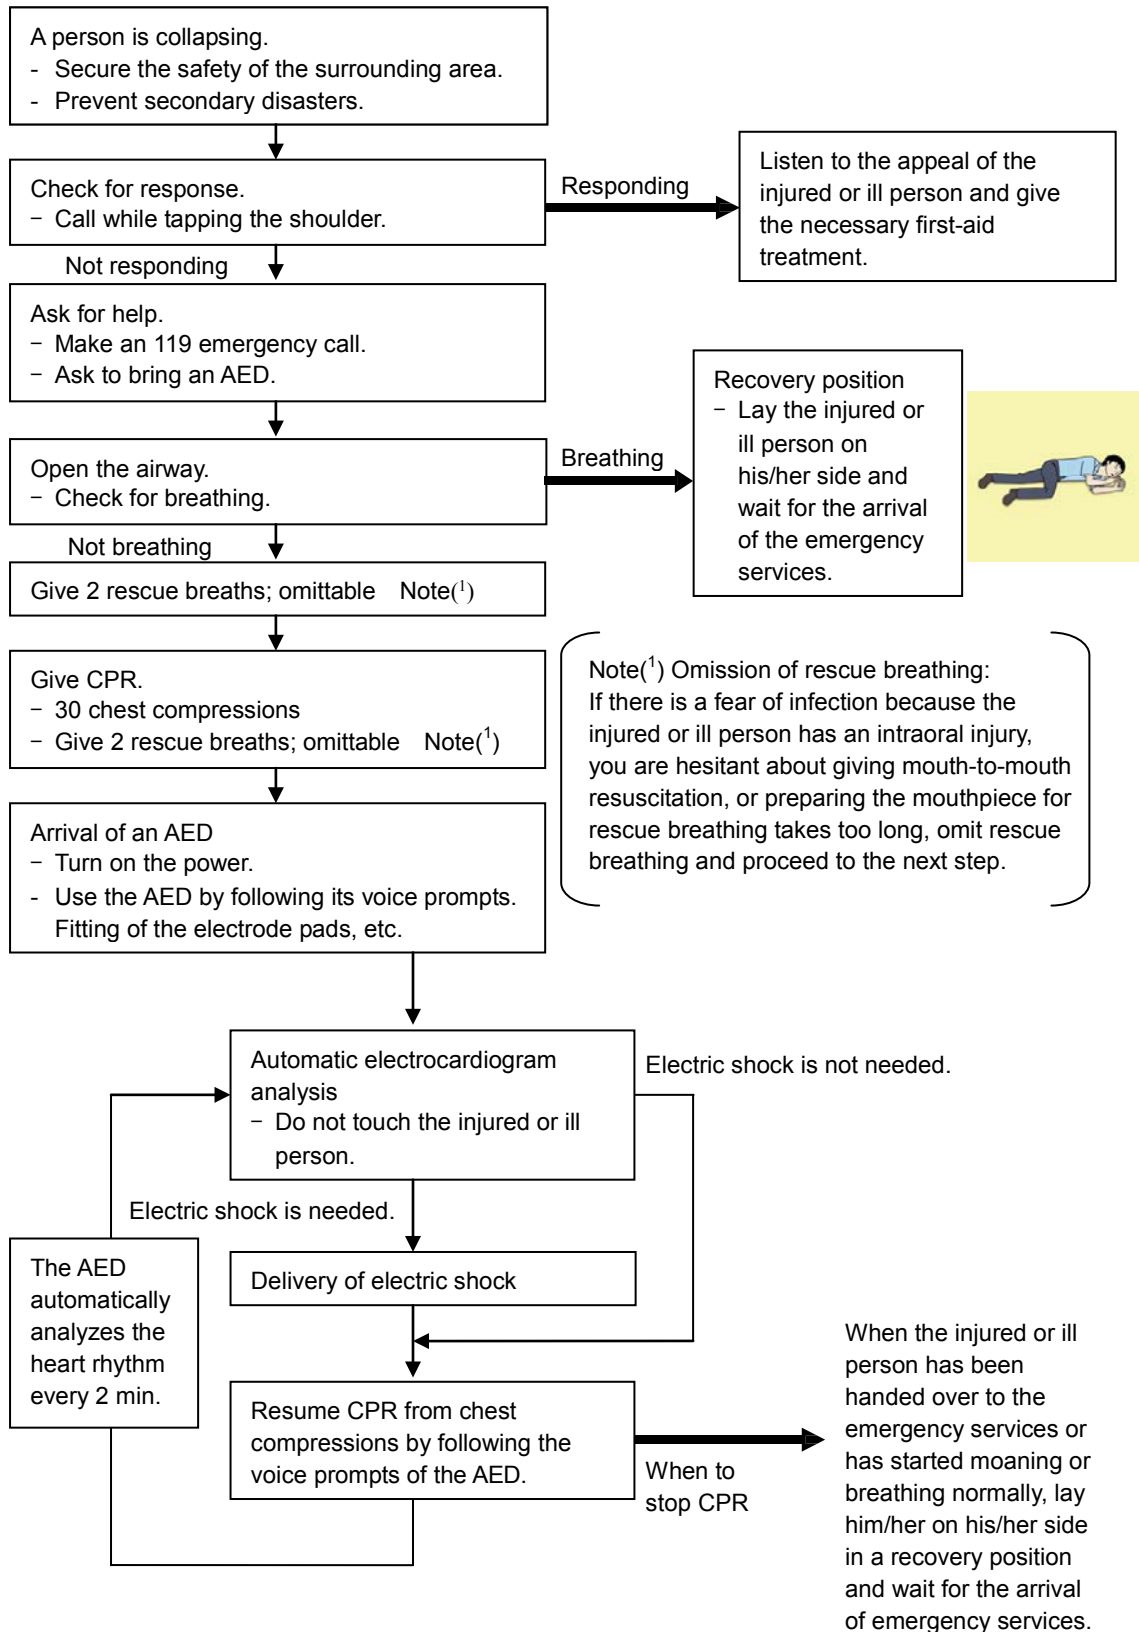 A person is collapsing.
- Secure the safety of the surrounding area.
- Prevent secondary disasters.
Check for response.
− Call while tapping the shoulder.
Responding
Listen to the appeal of the
injured or ill person and give
the necessary first-aid
treatment.
Not responding
Ask for help.
− Make an 119 emergency call.
− Ask to bring an AED.
Open the airway.
− Check for breathing.
Breathing
Recovery position
− Lay the injured or
ill person on
his/her side and
wait for the arrival
of the emergency
services.
Not breathing
Give 2 rescue breaths; omittable Note(¹)
Give CPR.
− 30 chest compressions
− Give 2 rescue breaths; omittable Note(¹)
Note(¹) Omission of rescue breathing:
If there is a fear of infection because the
injured or ill person has an intraoral injury,
you are hesitant about giving mouth-to-mouth
resuscitation, or preparing the mouthpiece for
rescue breathing takes too long, omit rescue
breathing and proceed to the next step.
Arrival of an AED
− Turn on the power.
- Use the AED by following its voice prompts.
Fitting of the electrode pads, etc.
Automatic electrocardiogram
analysis
− Do not touch the injured or ill
person.
Electric shock is not needed.
Electric shock is needed.
Delivery of electric shock
The AED
automatically
analyzes the
heart rhythm
every 2 min.
Resume CPR from chest
compressions by following the
voice prompts of the AED.
When to
stop CPR
When the injured or ill
person has been
handed over to the
emergency services or
has started moaning or
breathing normally, lay
him/her on his/her side
in a recovery position
and wait for the arrival
of emergency services.